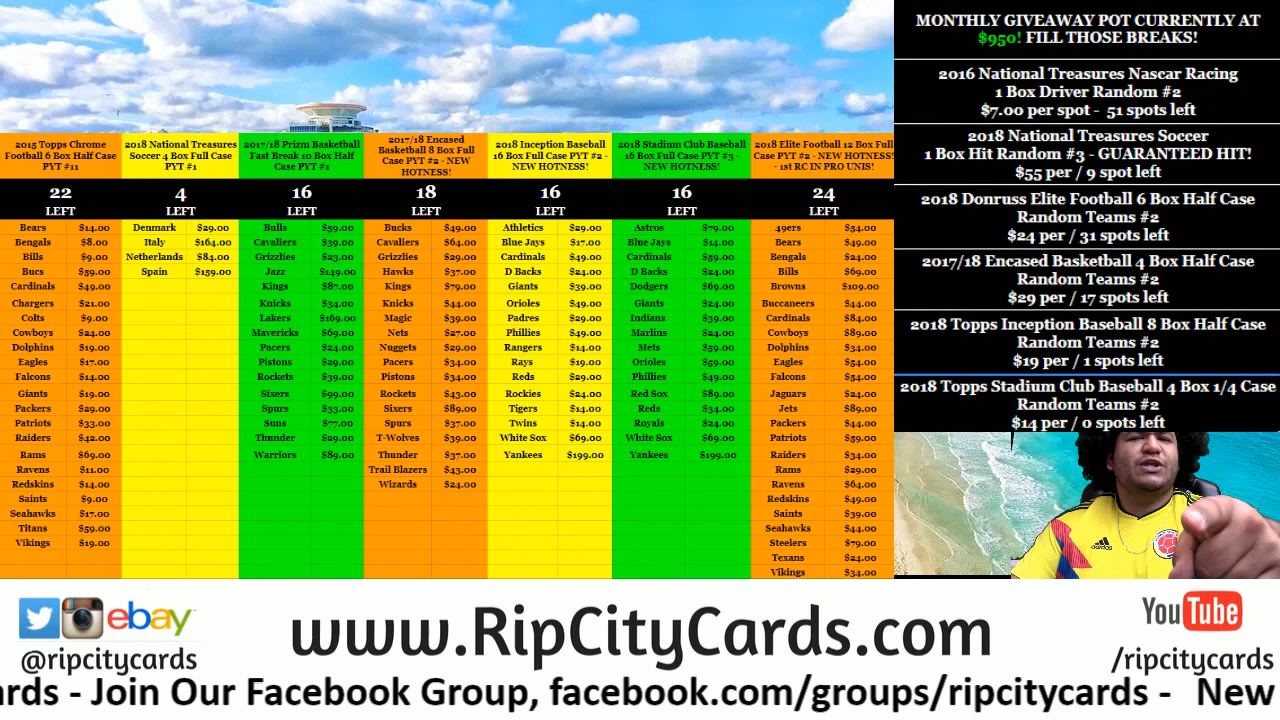 MONTHLY GIVEAWAY POT CURRENTLY AT
$950! FILL THOSE BREAKS!
2016 National Treasures Nascar Racing
1 Box Driver Random #2
$7.00 per spot - 51 spots left
2018 National Treasures Soccer
1 Box Hit Random #3 - GUARANTEED HIT!
$55 per / 9 spot left
2018 Donruss Elite Football 6 Box Half Case
Random Teams #2
$24 per / 31 spots left
2017/18 Encased Basketball 4 Box Half Case
Random Teams #2
$29 per / 17 spots left
2018 Topps Inception Baseball 8 Box Half Case
Random Teams #2
$19 per / 1 spots left
2018 Topps Stadium Club Baseball 4 Box 1/4 Case
Random Teams #2
$14 per / 0 spots left
2015 Topps Chrome
Football 6 Box Half Case
PYT #11
22
LEFT
Bears $14.00
Bengals $8.00
Bills $9.00
Bucs $59.00
Cardinals $49.00
Chargers $21.00
Colts $9.00
Cowboys $24.00
Dolphins $19.00
Eagles $17.00
Falcons $14.00
Giants $19.00
Packers $29.00
Patriots $33.00
Raiders $42.00
Rams $69.00
Ravens $11.00
Redskins $14.00
Saints $9.00
Seahawks $17.00
Titans $59.00
Vikings $19.00
2018 National Treasures
Soccer 4 Box Full Case
PYT #1
4
LEFT
Denmark $29.00
Italy $164.00
Netherlands $84.00
Spain $159.00
2017/18 Prizm Basketball
Fast Break 10 Box Half
Case PYT #1
16
LEFT
Bulls $59.00
Cavaliers $39.00
Grizzlies $23.00
Jazz $149.00
Kings $87.00
Knicks $34.00
Lakers $169.00
Mavericks $69.00
Pacers $24.00
Pistons $29.00
Rockets $39.00
Sixers $99.00
Spurs $33.00
Suns $77.00
Thunder $29.00
Warriors $89.00
2017/18 Encased
Basketball 8 Box Full
Case PYT #2 - NEW
HOTNESS!
18
LEFT
Bucks $49.00
Cavaliers $64.00
Grizzlies $29.00
Hawks $37.00
Kings $79.00
Knicks $44.00
Magic $39.00
Nets $27.00
Nuggets $29.00
Pacers $34.00
Pistons $34.00
Rockets $43.00
Sixers $89.00
Spurs $37.00
T-Wolves $39.00
Thunder $37.00
Trail Blazers $43.00
Wizards $24.00
2018 Inception Baseball
16 Box Full Case PYT #2 -
NEW HOTNESS!
16
LEFT
Athletics $29.00
Blue Jays $17.00
Cardinals $49.00
D Backs $24.00
Giants $39.00
Orioles $49.00
Padres $29.00
Phillies $49.00
Rangers $14.00
Rays $19.00
Reds $29.00
Rockies $24.00
Tigers $14.00
Twins $14.00
White Sox $69.00
Yankees $199.00
2018 Stadium Club Baseball
16 Box Full Case PYT #3 -
NEW HOTNESS!
16
LEFT
Astros $79.00
Blue Jays $14.00
Cardinals $59.00
D Backs $24.00
Dodgers $69.00
Giants $24.00
Indians $39.00
Marlins $24.00
Mets $59.00
Orioles $59.00
Phillies $49.00
Red Sox $89.00
Reds $34.00
Royals $24.00
White Sox $69.00
Yankees $199.00
2018 Elite Football 12 Box Full
Case PYT #2 - NEW HOTNESS!
- 1st RC IN PRO UNIS!
24
LEFT
49ers $54.00
Bears $49.00
Bengals $24.00
Bills $69.00
Browns $109.00
Buccaneers $44.00
Cardinals $84.00
Cowboys $89.00
Dolphins $34.00
Eagles $54.00
Falcons $54.00
Jaguars $24.00
Jets $89.00
Packers $44.00
Patriots $59.00
Raiders $34.00
Rams $29.00
Ravens $64.00
Redskins $49.00
Saints $39.00
Seahawks $44.00
Steelers $79.00
Texans $24.00
Vikings $34.00
adidas
ebay
@ripcitycards
www.RipCityCards.com
YouTube
/ripcitycards
ards - Join Our Facebook Group, facebook.com/groups/ripcitycards - New